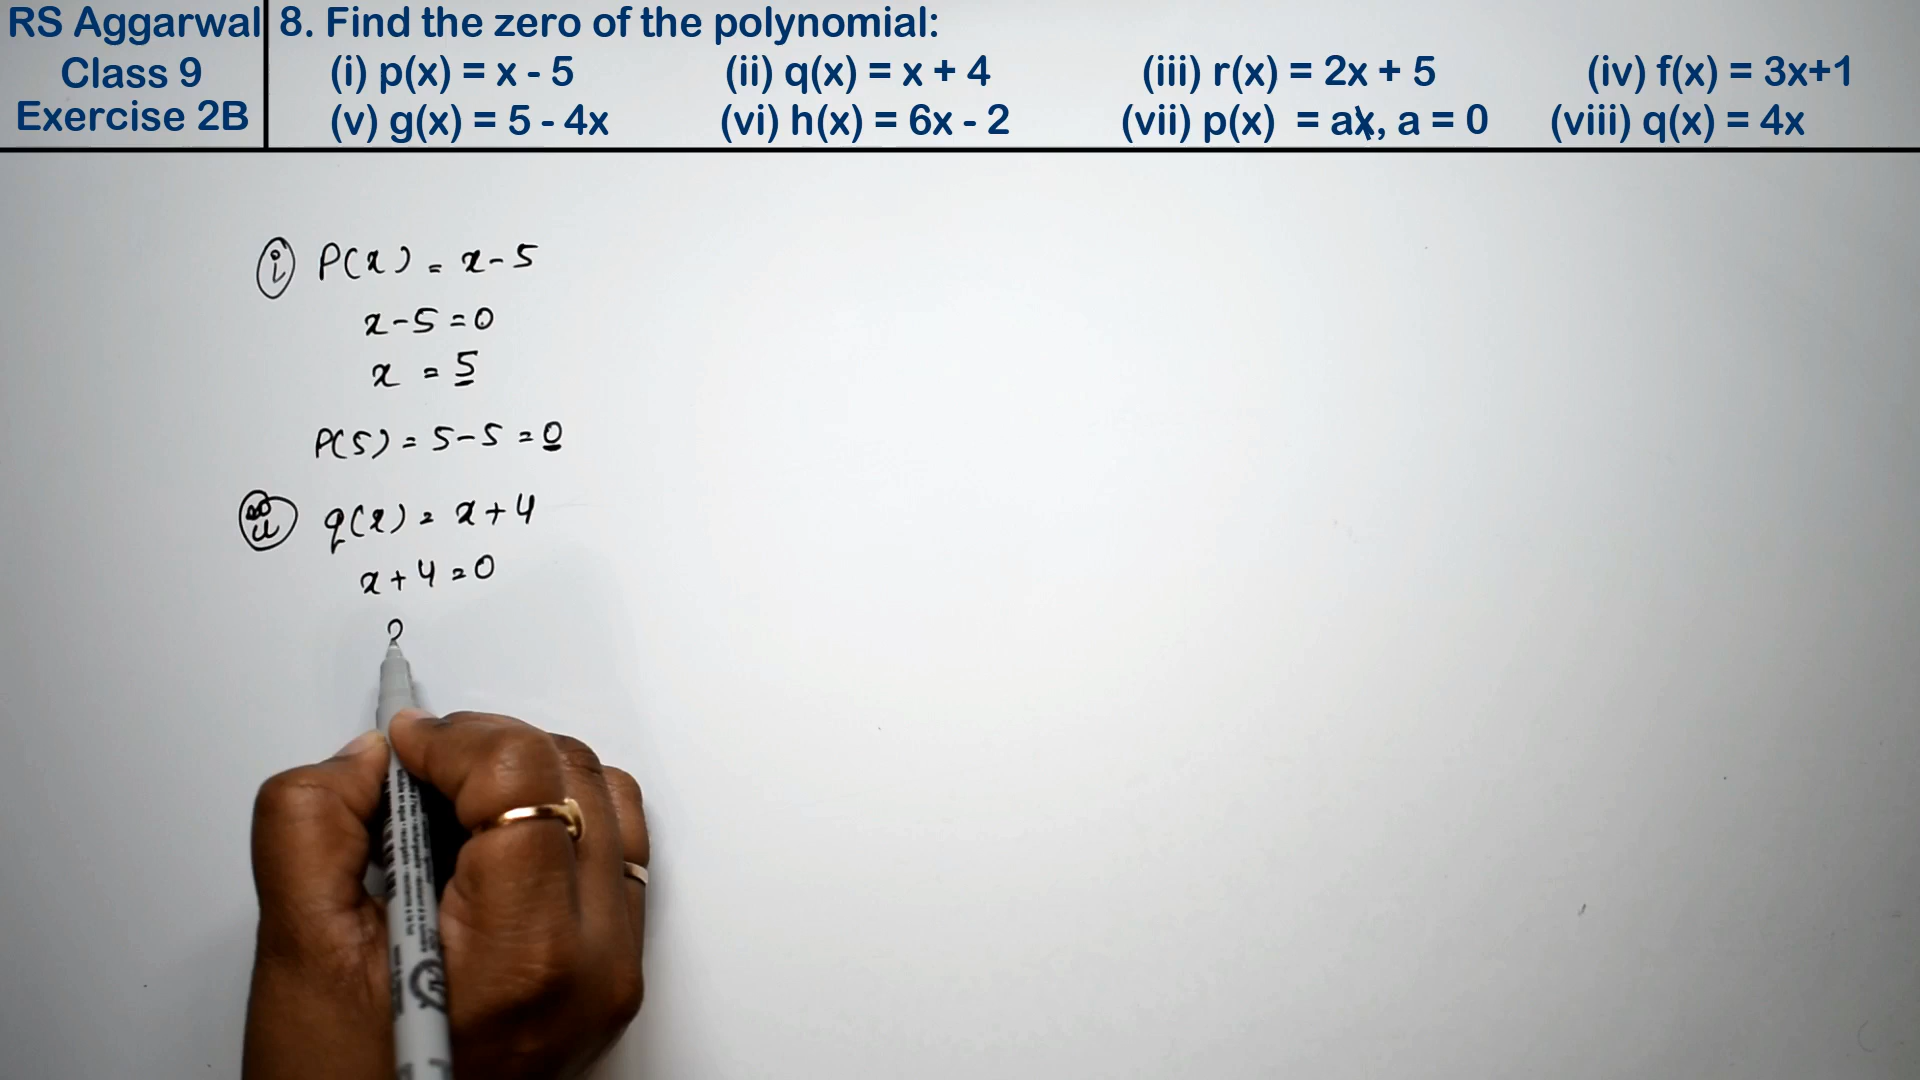 RS Aggarwal
Class 9
Exercise 2B
8. Find the zero of the polynomial:
(i) p(x) = x - 5 (ii) q(x) = x + 4 (iii) r(x) = 2x + 5 (iv) f(x) = 3x+1
(v) g(x) = 5 - 4x (vi) h(x) = 6x - 2 (vii) p(x) = ax, a = 0 (viii) q(x) = 4x
(i) P(x) = x - 5
x - 5 = 0
x = 5
P(5) = 5 - 5 = 0
ii q(x) = x + 4
x + 4 = 0